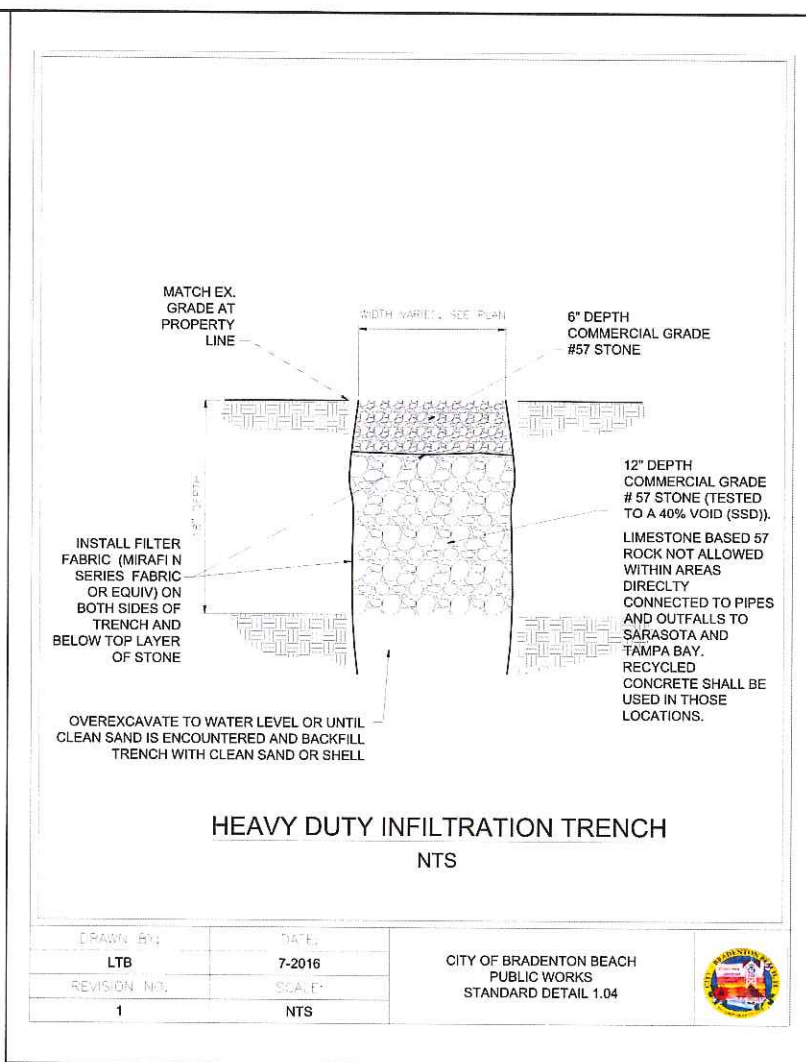 MATCH EX.
GRADE AT
PROPERTY
LINE
WIDTH VARIES, SEE PLAN
6" DEPTH
COMMERCIAL GRADE
#57 STONE
18" DEPTH
12" DEPTH
COMMERCIAL GRADE
# 57 STONE (TESTED
TO A 40% VOID (SSD)).
LIMESTONE BASED 57
ROCK NOT ALLOWED
WITHIN AREAS
DIRECLTY
CONNECTED TO PIPES
AND OUTFALLS TO
SARASOTA AND
TAMPA BAY.
RECYCLED
CONCRETE SHALL BE
USED IN THOSE
LOCATIONS.
INSTALL FILTER
FABRIC (MIRAFI N
SERIES FABRIC
OR EQUIV) ON
BOTH SIDES OF
TRENCH AND
BELOW TOP LAYER
OF STONE
OVEREXCAVATE TO WATER LEVEL OR UNTIL
CLEAN SAND IS ENCOUNTERED AND BACKFILL
TRENCH WITH CLEAN SAND OR SHELL
HEAVY DUTY INFILTRATION TRENCH
NTS
DRAWN BY:
LTB
DATE:
7-2016
REVISION NO.
1
SCALE:
NTS
CITY OF BRADENTON BEACH
PUBLIC WORKS
STANDARD DETAIL 1.04